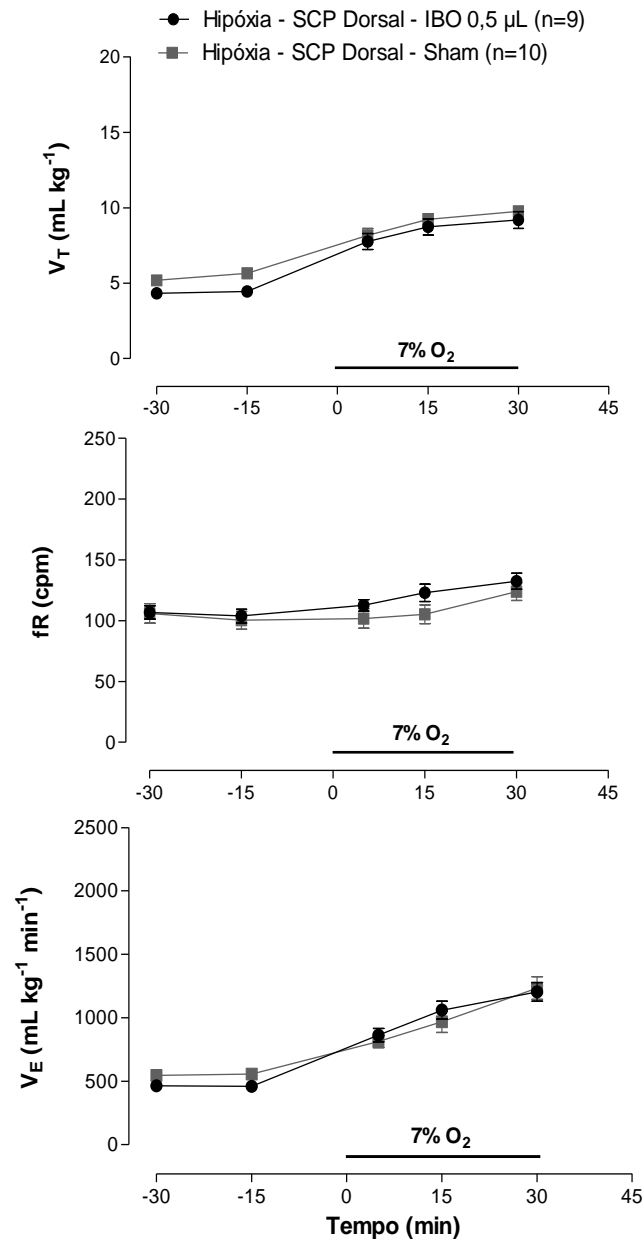 Hipóxia - SCP Dorsal - IBO 0,5 µL (n=9)
Hipóxia - SCP Dorsal - Sham (n=10)
20
15
10
5
0
V_T (mL kg⁻¹)
7% O₂
-30 -15 0 15 30 45
250
200
150
100
50
0
fR (cpm)
7% O₂
-30 -15 0 15 30 45
2500
2000
1500
1000
500
0
V_E (mL kg⁻¹ min⁻¹)
7% O₂
-30 -15 0 15 30 45
Tempo (min)